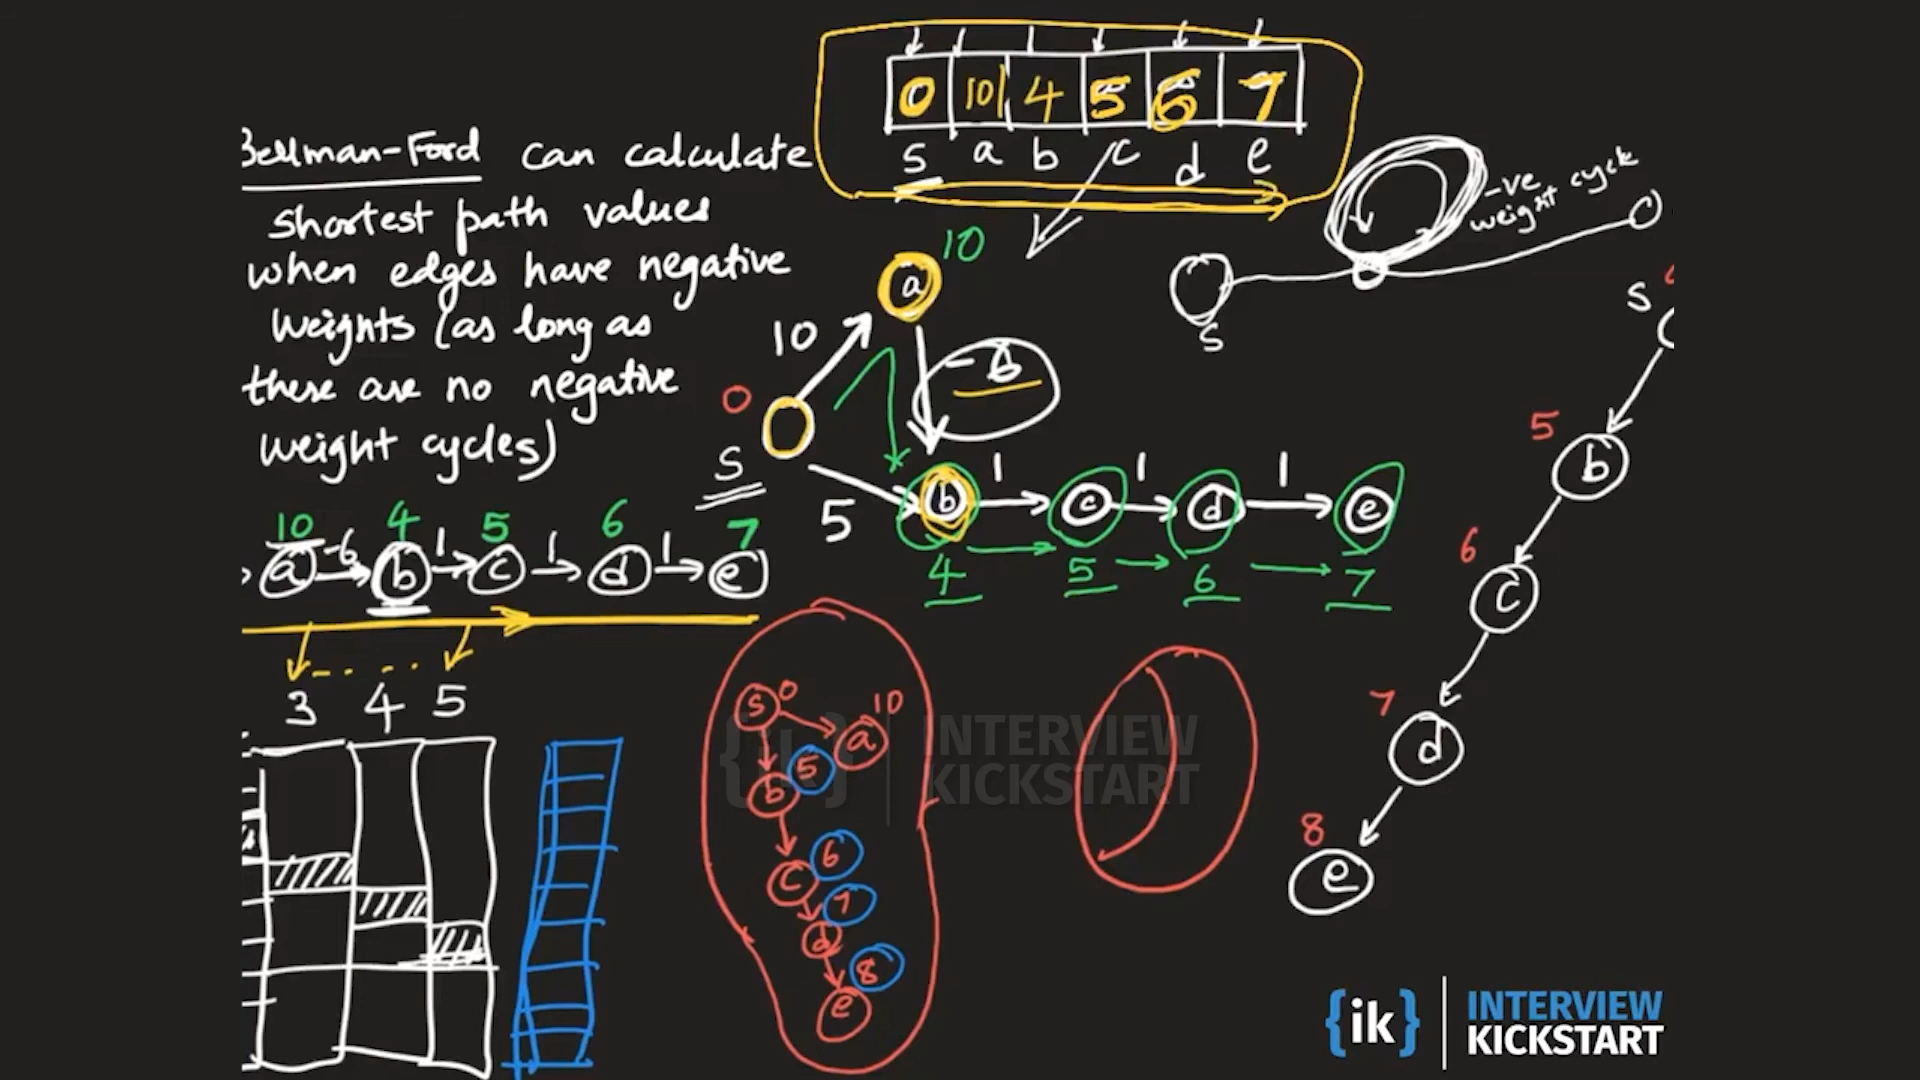 0 10 4 5 6 7
s a b c d e
Bellman-Ford can calculate
shortest path values
when edges have negative
weights (as long as
these are no negative
weight cycles)
-ve
weight cycle
s
10
a
10
-6
0
s
5
b 1 c 1 d 1 e
4 5 6 7
10 4 5 6 7
a -6 b 1 c 1 d 1 e
3 4 5
s 0
a 10
b 5
c 6
d 7
e 8
s
5 b
6 c
7 d
8 e
{ik} INTERVIEW
KICKSTART
{ik} INTERVIEW
KICKSTART